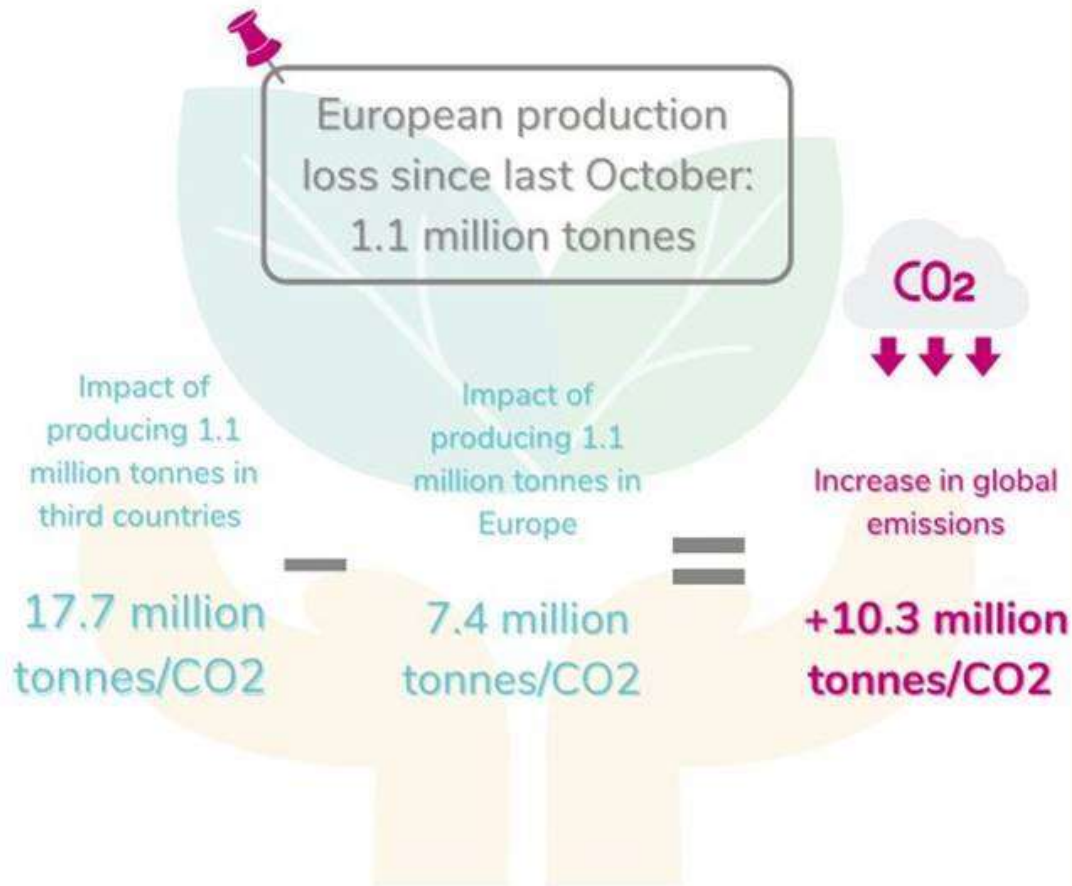 European production
loss since last October:
1.1 million tonnes
CO2
Impact of
producing 1.1
million tonnes in
third countries
17.7 million
tonnes/CO2
−
Impact of
producing 1.1
million tonnes in
Europe
7.4 million
tonnes/CO2
=
Increase in global
emissions
+10.3 million
tonnes/CO2